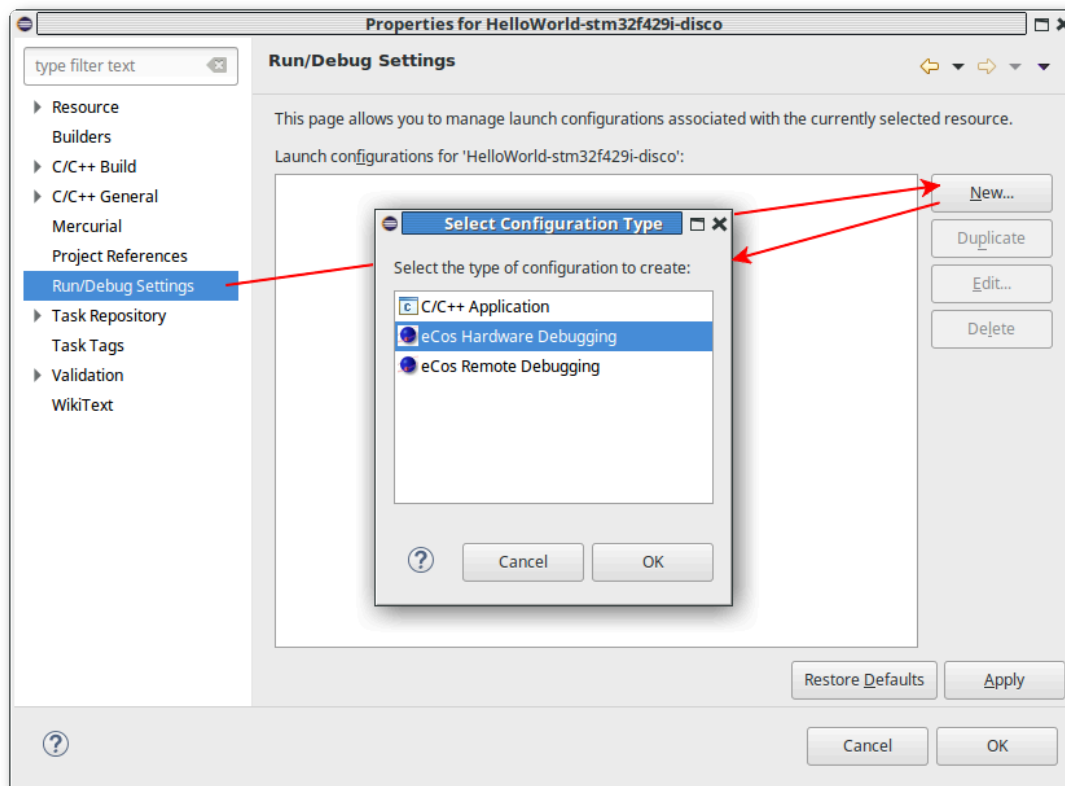 Properties for HelloWorld-stm32f429i-disco
type filter text
Resource
Builders
C/C++ Build
C/C++ General
Mercurial
Project References
Run/Debug Settings
Task Repository
Task Tags
Validation
WikiText
Run/Debug Settings
This page allows you to manage launch configurations associated with the currently selected resource.
Launch configurations for 'HelloWorld-stm32f429i-disco':
New...
Duplicate
Edit...
Delete
Select Configuration Type
Select the type of configuration to create:
C/C++ Application
eCos Hardware Debugging
eCos Remote Debugging
Cancel
OK
Restore Defaults
Apply
Cancel
OK